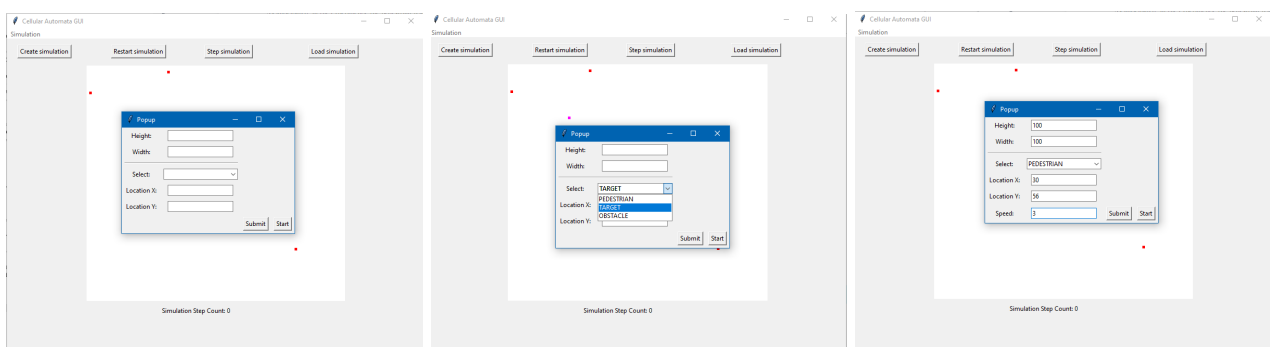 Cellular Automata GUI
Simulation
Create simulation Restart simulation Step simulation Load simulation
Popup
Height:
Width:
Select:
Location X:
Location Y:
Submit Start
Simulation Step Count: 0
Cellular Automata GUI
Simulation
Create simulation Restart simulation Step simulation Load simulation
Popup
Height:
Width:
Select: TARGET
PEDESTRIAN
Location X: TARGET
OBSTACLE
Location Y:
Submit Start
Simulation Step Count: 0
Cellular Automata GUI
Simulation
Create simulation Restart simulation Step simulation Load simulation
Popup
Height: 100
Width: 100
Select: PEDESTRIAN
Location X: 30
Location Y: 56
Speed: 3 Submit Start
Simulation Step Count: 0